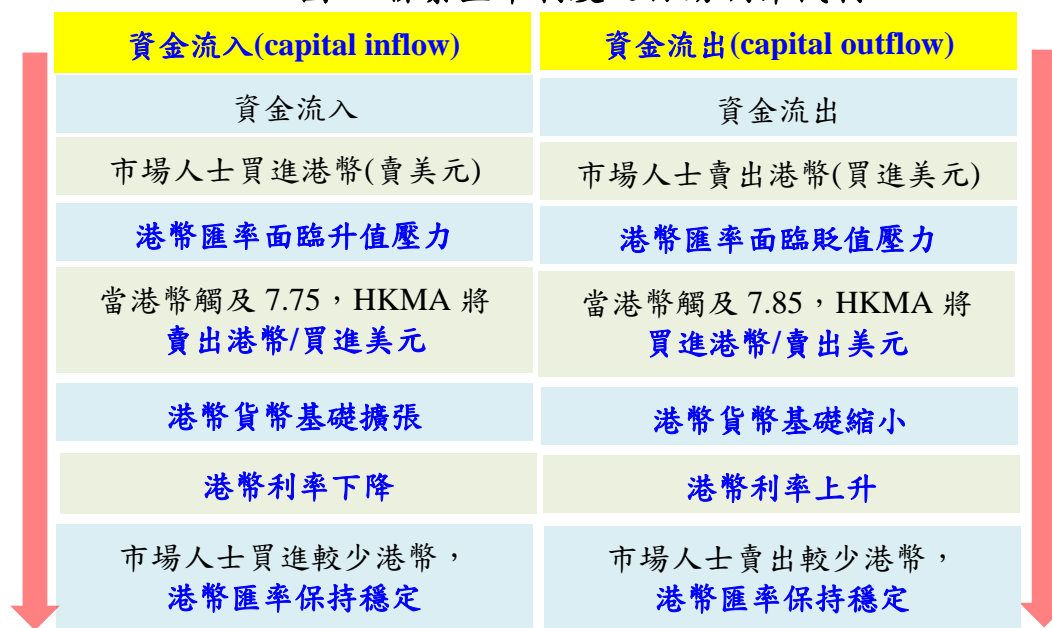 資金流入(capital inflow)
資金流入
市場人士買進港幣(賣美元)
港幣匯率面臨升值壓力
當港幣觸及 7.75,HKMA 將
賣出港幣/買進美元
港幣貨幣基礎擴張
港幣利率下降
市場人士買進較少港幣,
港幣匯率保持穩定
資金流出(capital outflow)
資金流出
市場人士賣出港幣(買進美元)
港幣匯率面臨貶值壓力
當港幣觸及 7.85,HKMA 將
買進港幣/賣出美元
港幣貨幣基礎縮小
港幣利率上升
市場人士賣出較少港幣,
港幣匯率保持穩定